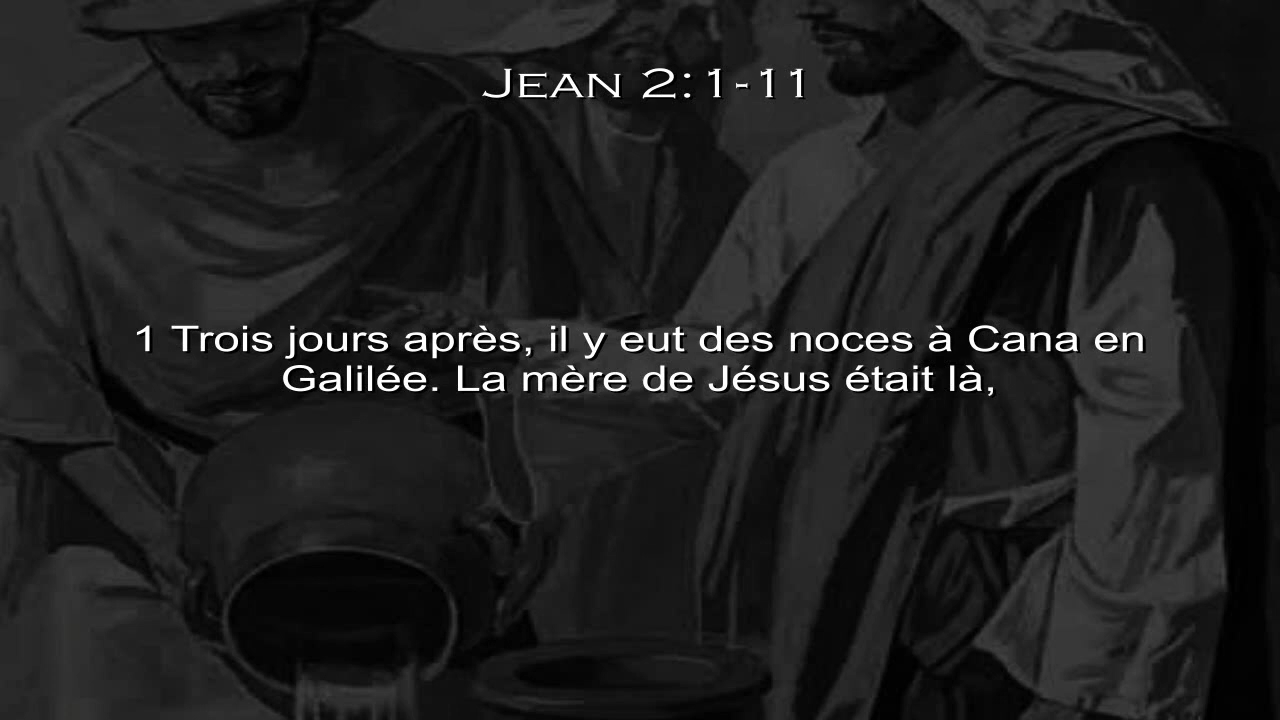 Jean 2:1-11
1 Trois jours après, il y eut des noces à Cana en
Galilée. La mère de Jésus était là,